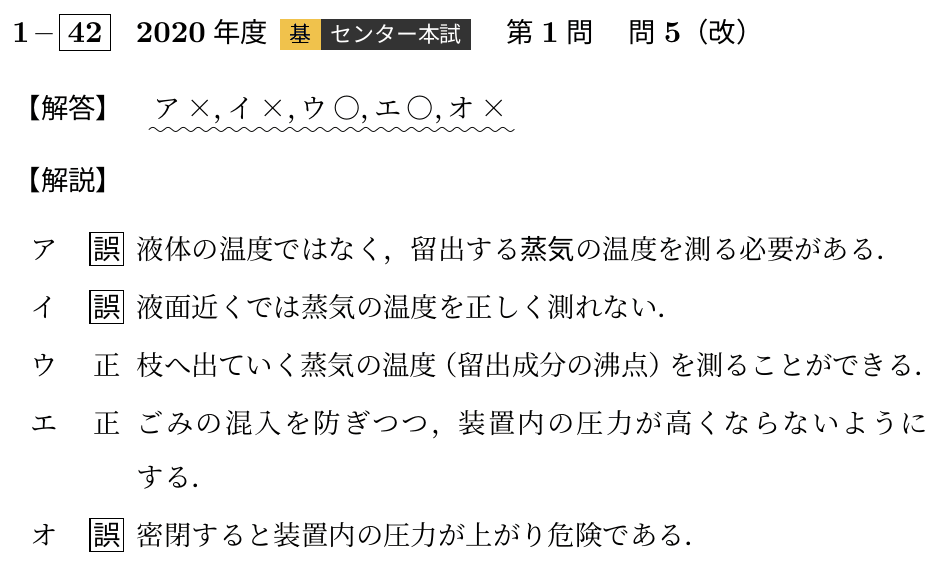 1-42 2020 年度 基 センター本試 第 1 問 問 5（改）
【解答】 ア ×, イ ×, ウ ○, エ ○, オ ×
【解説】
ア 誤 液体の温度ではなく，留出する蒸気の温度を測る必要がある．
イ 誤 液面近くでは蒸気の温度を正しく測れない．
ウ 正 枝へ出ていく蒸気の温度（留出成分の沸点）を測ることができる．
エ 正 ごみの混入を防ぎつつ，装置内の圧力が高くならないように
する．
オ 誤 密閉すると装置内の圧力が上がり危険である．